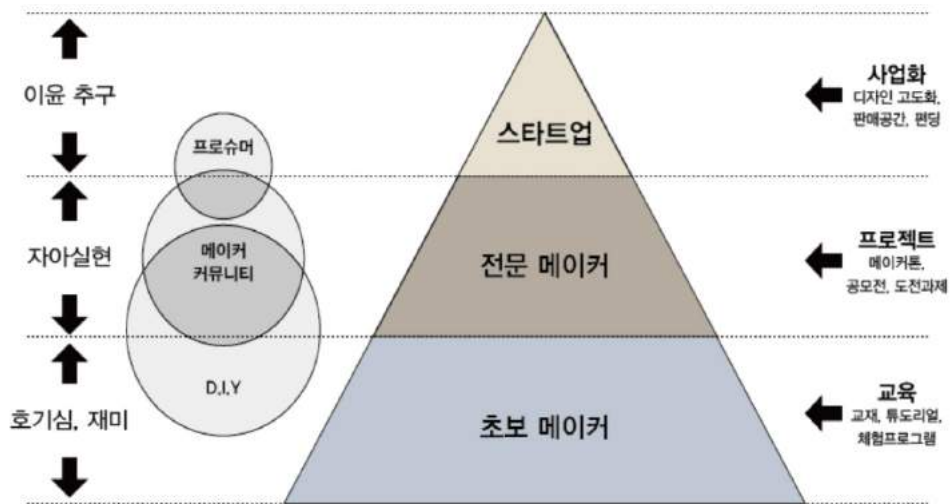 이윤 추구
프로슈머
스타트업
사업화
디자인 고도화,
판매공간, 펀딩
자아실현
메이커
커뮤니티
전문 메이커
프로젝트
메이커톤,
공모전, 도전과제
호기심, 재미
D.I.Y
초보 메이커
교육
교재, 튜도리얼,
체험프로그램